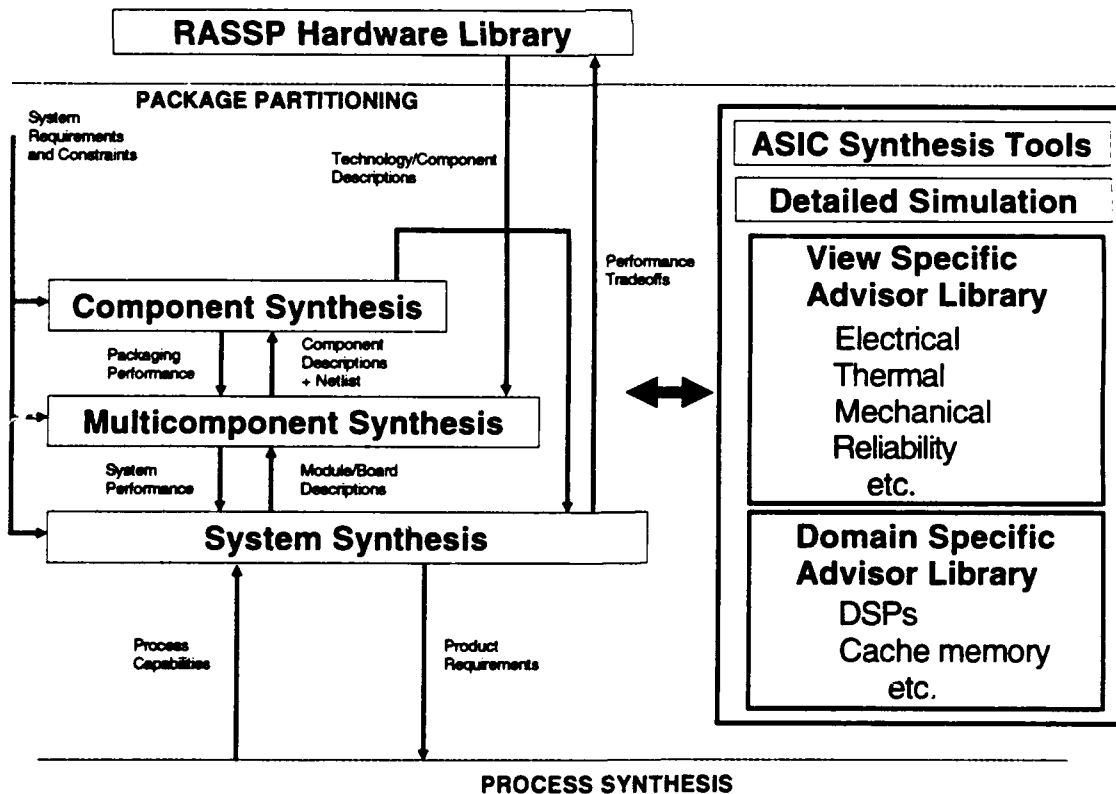 RASSP Hardware Library
PACKAGE PARTITIONING
System
Requirements
and Constraints
Technology/Component
Descriptions
Performance
Tradeoffs
Component Synthesis
Packaging
Performance
Component
Descriptions
+ Netlist
Multicomponent Synthesis
System
Performance
Module/Board
Descriptions
System Synthesis
Process
Capabilities
Product
Requirements
PROCESS SYNTHESIS
ASIC Synthesis Tools
Detailed Simulation
View Specific
Advisor Library
Electrical
Thermal
Mechanical
Reliability
etc.
Domain Specific
Advisor Library
DSPs
Cache memory
etc.